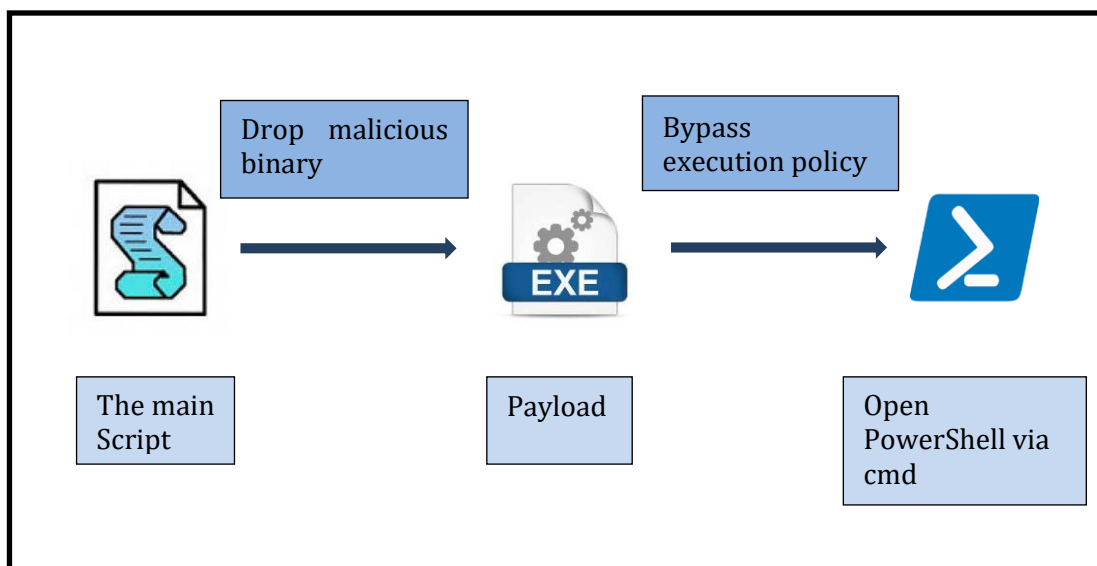 Drop malicious
binary
Bypass
execution policy
EXE
The main
Script
Payload
Open
PowerShell via
cmd